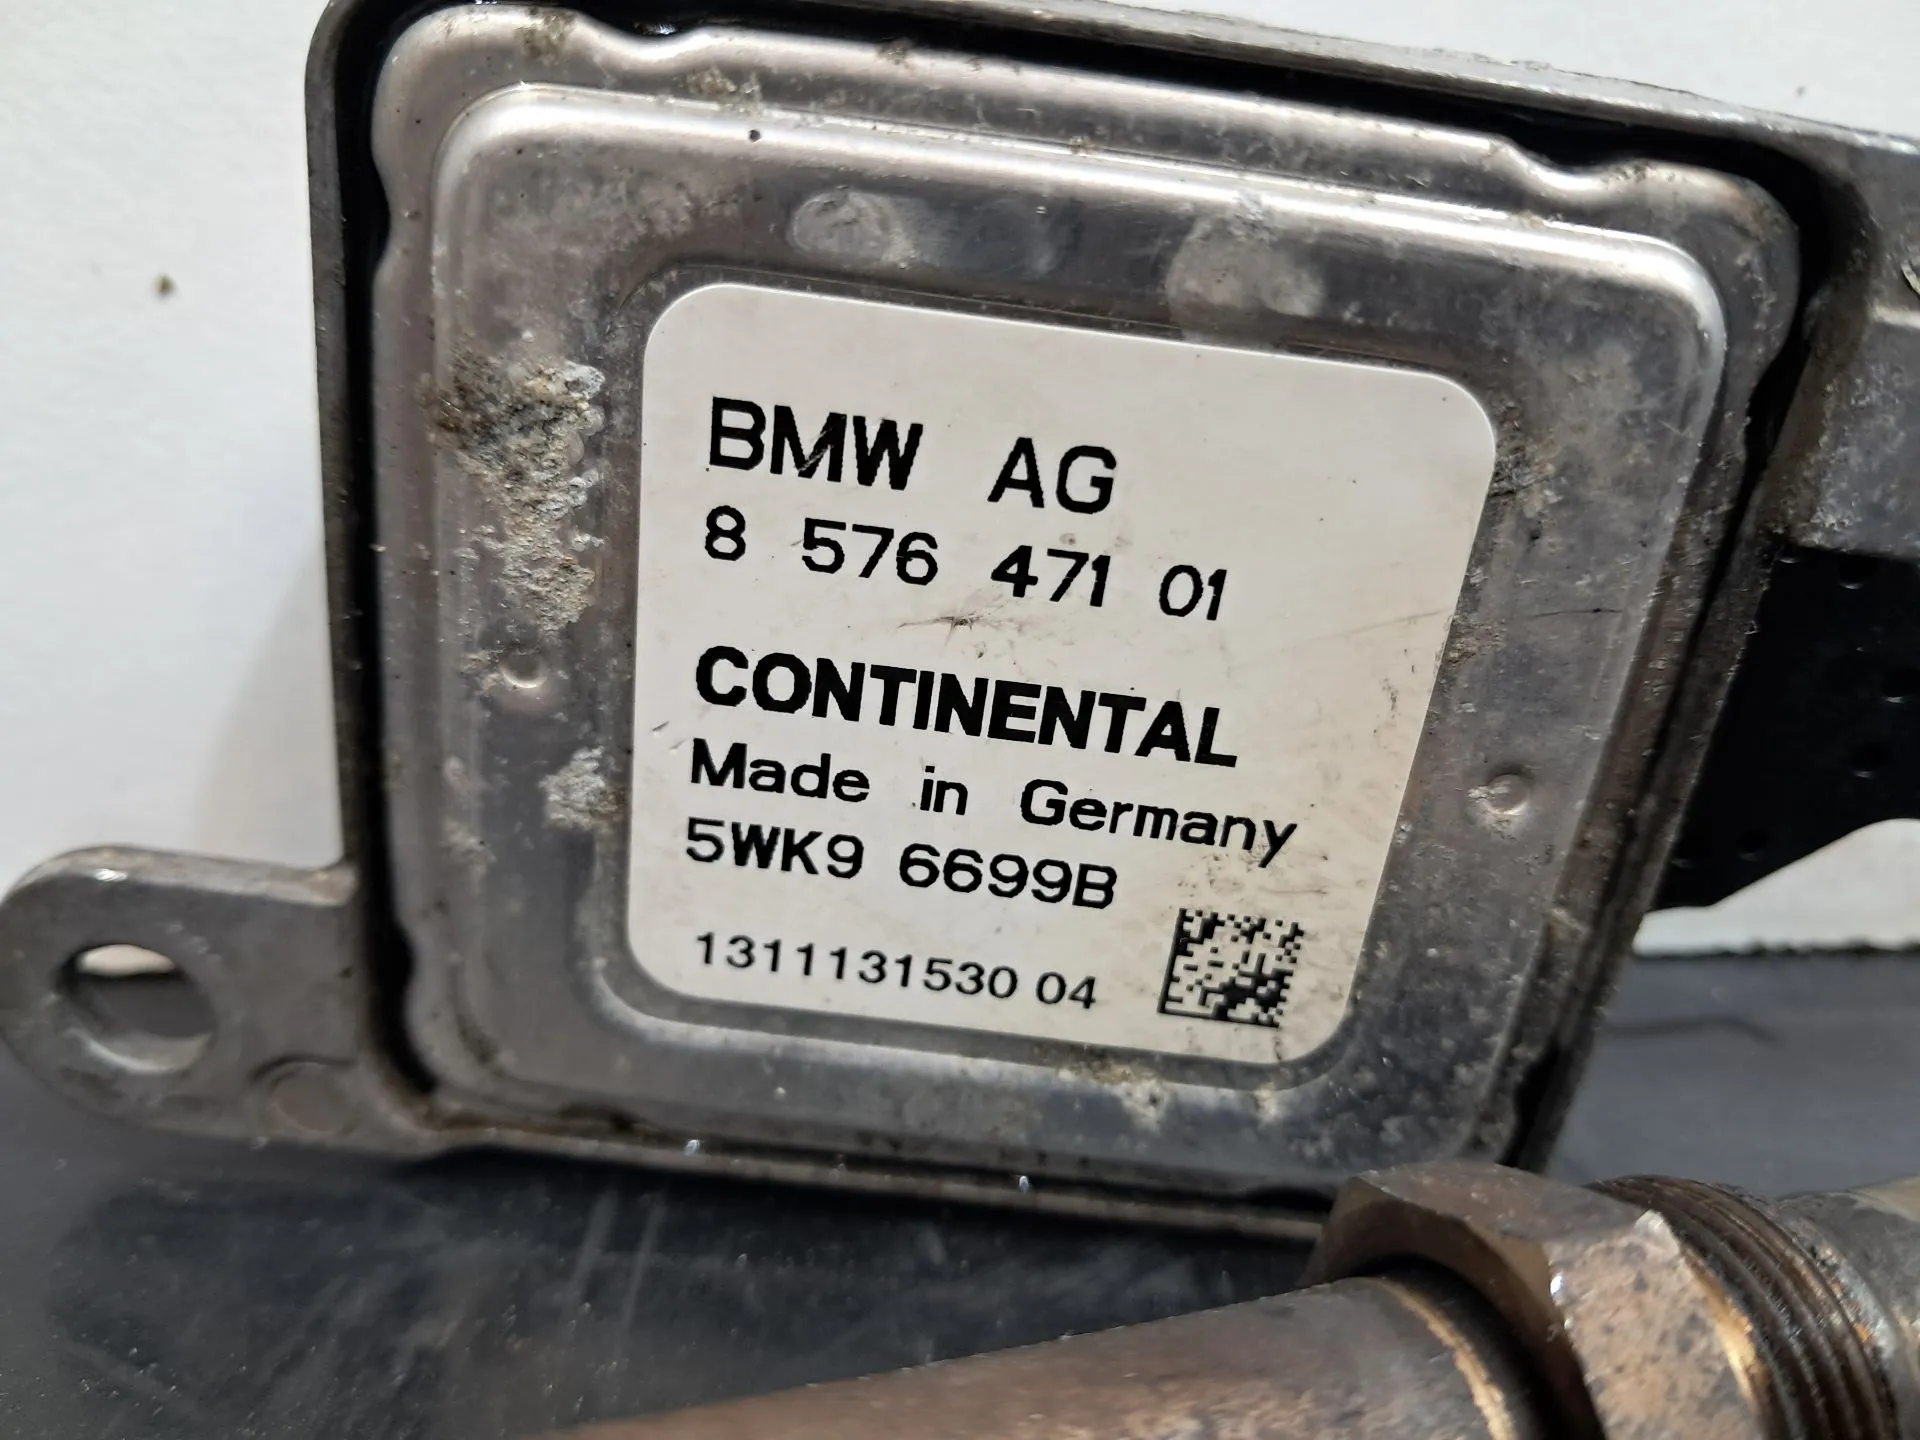 BMW AG
8 576 471 01
CONTINENTAL
Made in Germany
5WK9 6699B
1311131530 04